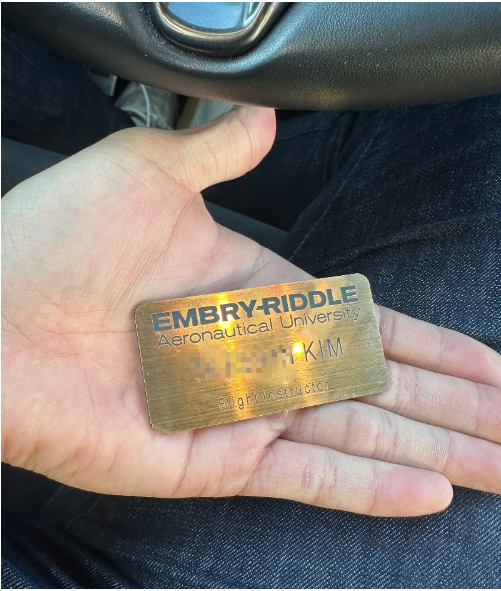 EMBRY-RIDDLE
Aeronautical University
KIM
Flight Instructor